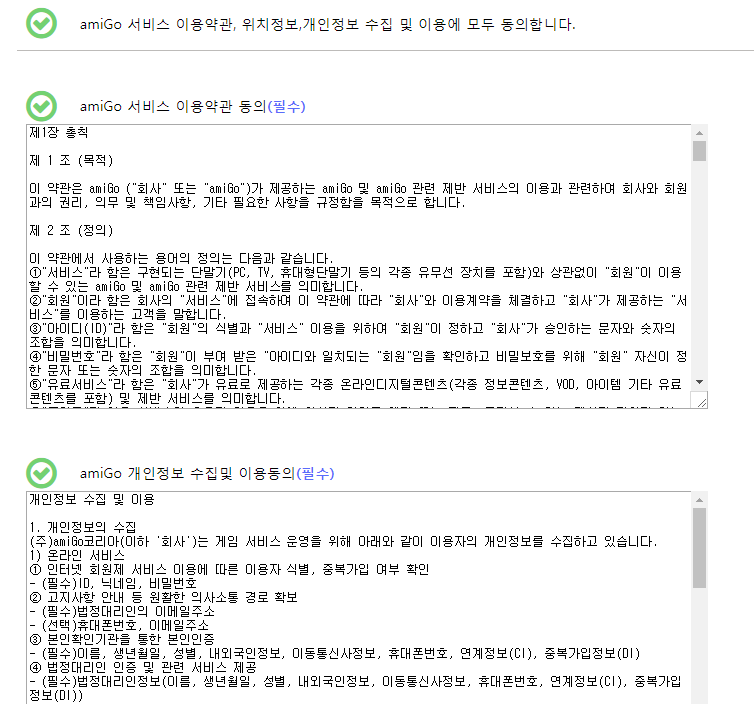 amiGo 서비스 이용약관, 위치정보,개인정보 수집 및 이용에 모두 동의합니다.
amiGo 서비스 이용약관 동의(필수)
제1장 총칙
제 1 조 (목적)
이 약관은 amiGo ("회사" 또는 "amiGo")가 제공하는 amiGo 및 amiGo 관련 제반 서비스의 이용과 관련하여 회사와 회원
과의 권리, 의무 및 책임사항, 기타 필요한 사항을 규정함을 목적으로 합니다.
제 2 조 (정의)
이 약관에서 사용하는 용어의 정의는 다음과 같습니다.
①"서비스"라 함은 구현되는 단말기(PC, TV, 휴대형단말기 등의 각종 유무선 장치를 포함)와 상관없이 "회원"이 이용
할 수 있는 amiGo 및 amiGo 관련 제반 서비스를 의미합니다.
②"회원"이라 함은 회사의 "서비스"에 접속하여 이 약관에 따라 "회사"와 이용계약을 체결하고 "회사"가 제공하는 "서
비스"를 이용하는 고객을 말합니다.
③"아이디(ID)"라 함은 "회원"의 식별과 "서비스" 이용을 위하여 "회원"이 정하고 "회사"가 승인하는 문자와 숫자의
조합을 의미합니다.
④"비밀번호"라 함은 "회원"이 부여 받은 "아이디와 일치되는 "회원"임을 확인하고 비밀보호를 위해 "회원" 자신이 정
한 문자 또는 숫자의 조합을 의미합니다.
⑤"유료서비스"라 함은 "회사"가 유료로 제공하는 각종 온라인디지털콘텐츠(각종 정보콘텐츠, VOD, 아이템 기타 유료
콘텐츠를 포함) 및 제반 서비스를 의미합니다.
amiGo 개인정보 수집및 이용동의(필수)
개인정보 수집 및 이용
1. 개인정보의 수집
(주)amiGo코리아(이하 '회사')는 게임 서비스 운영을 위해 아래와 같이 이용자의 개인정보를 수집하고 있습니다.
1) 온라인 서비스
① 인터넷 회원제 서비스 이용에 따른 이용자 식별, 중복가입 여부 확인
- (필수)ID, 닉네임, 비밀번호
② 고지사항 안내 등 원활한 의사소통 경로 확보
- (필수)법정대리인의 이메일주소
- (선택)휴대폰번호, 이메일주소
③ 본인확인기관을 통한 본인인증
- (필수)이름, 생년월일, 성별, 내외국인정보, 이동통신사정보, 휴대폰번호, 연계정보(CI), 중복가입정보(DI)
④ 법정대리인 인증 및 관련 서비스 제공
- (필수)법정대리인정보(이름, 생년월일, 성별, 내외국인정보, 이동통신사정보, 휴대폰번호, 연계정보(CI), 중복가입
정보(DI))